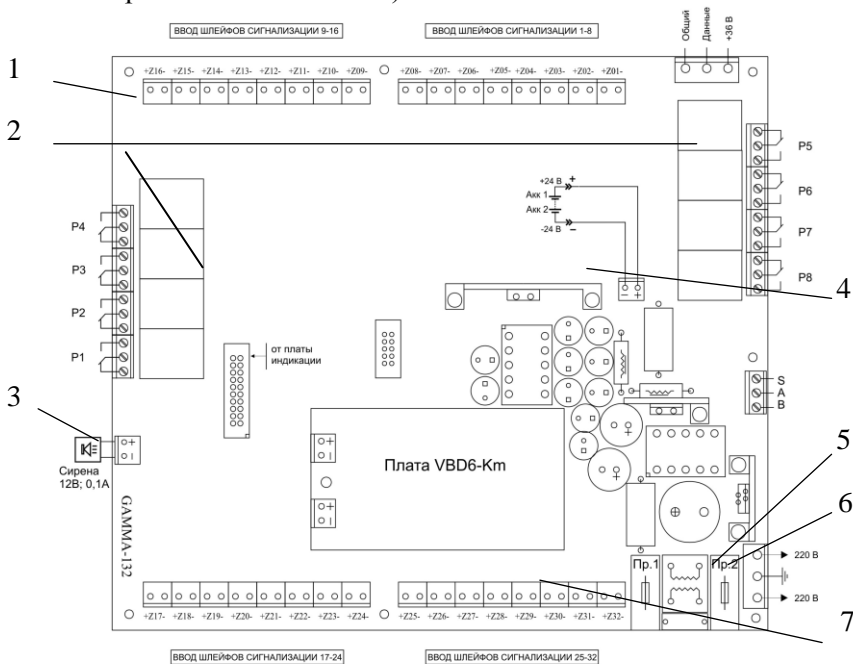 ВВОД ШЛЕЙФОВ СИГНАЛИЗАЦИИ 9-16
ВВОД ШЛЕЙФОВ СИГНАЛИЗАЦИИ 1-8
Общий
Данные
+36 В
+Z16- +Z15- +Z14- +Z13- +Z12- +Z11- +Z10- +Z09-
+Z08- +Z07- +Z06- +Z05- +Z04- +Z03- +Z02- +Z01-
1
2
P5
P6
P7
P8
+24 В +
Акк 1
Акк 2
-24 В –
– +
4
P4
P3
P2
P1
от платы
индикации
S
A
B
3
Сирена
12В; 0,1А
+
–
GAMMA-132
Плата VBD6-Km
+
–
+
–
5
6
Пр.1
Пр.2
220 В
220 В
7
+Z17- +Z18- +Z19- +Z20- +Z21- +Z22- +Z23- +Z24-
+Z25- +Z26- +Z27- +Z28- +Z29- +Z30- +Z31- +Z32-
ВВОД ШЛЕЙФОВ СИГНАЛИЗАЦИИ 17-24
ВВОД ШЛЕЙФОВ СИГНАЛИЗАЦИИ 25-32